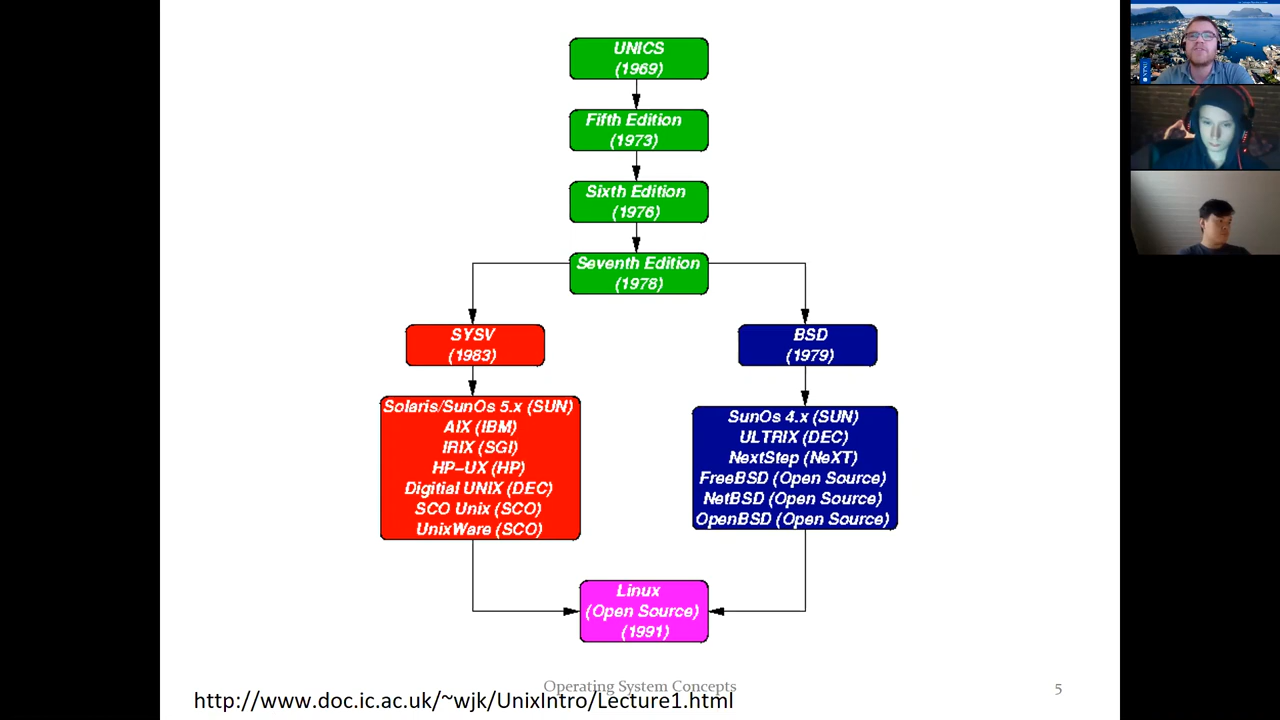 UNICS
(1969)
Fifth Edition
(1973)
Sixth Edition
(1976)
Seventh Edition
(1978)
SYSV
(1983)
BSD
(1979)
Solaris/SunOs 5.x (SUN)
AIX (IBM)
IRIX (SGI)
HP-UX (HP)
Digitial UNIX (DEC)
SCO Unix (SCO)
UnixWare (SCO)
SunOs 4.x (SUN)
ULTRIX (DEC)
NextStep (NeXT)
FreeBSD (Open Source)
NetBSD (Open Source)
OpenBSD (Open Source)
Linux
(Open Source)
(1991)
Operating System Concepts
5
http://www.doc.ic.ac.uk/~wjk/UnixIntro/Lecture1.html
NTNU